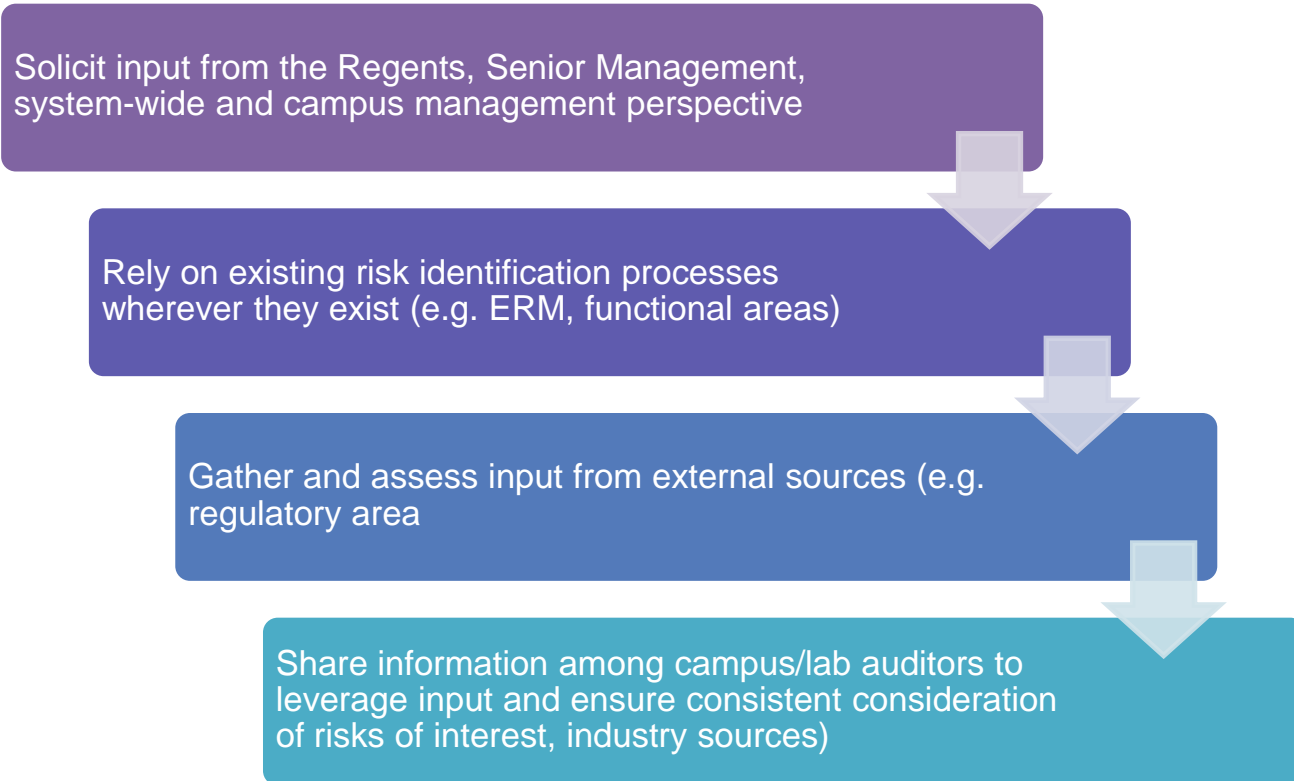 Solicit input from the Regents, Senior Management,
system-wide and campus management perspective
Rely on existing risk identification processes
wherever they exist (e.g. ERM, functional areas)
Gather and assess input from external sources (e.g.
regulatory area
Share information among campus/lab auditors to
leverage input and ensure consistent consideration
of risks of interest, industry sources)